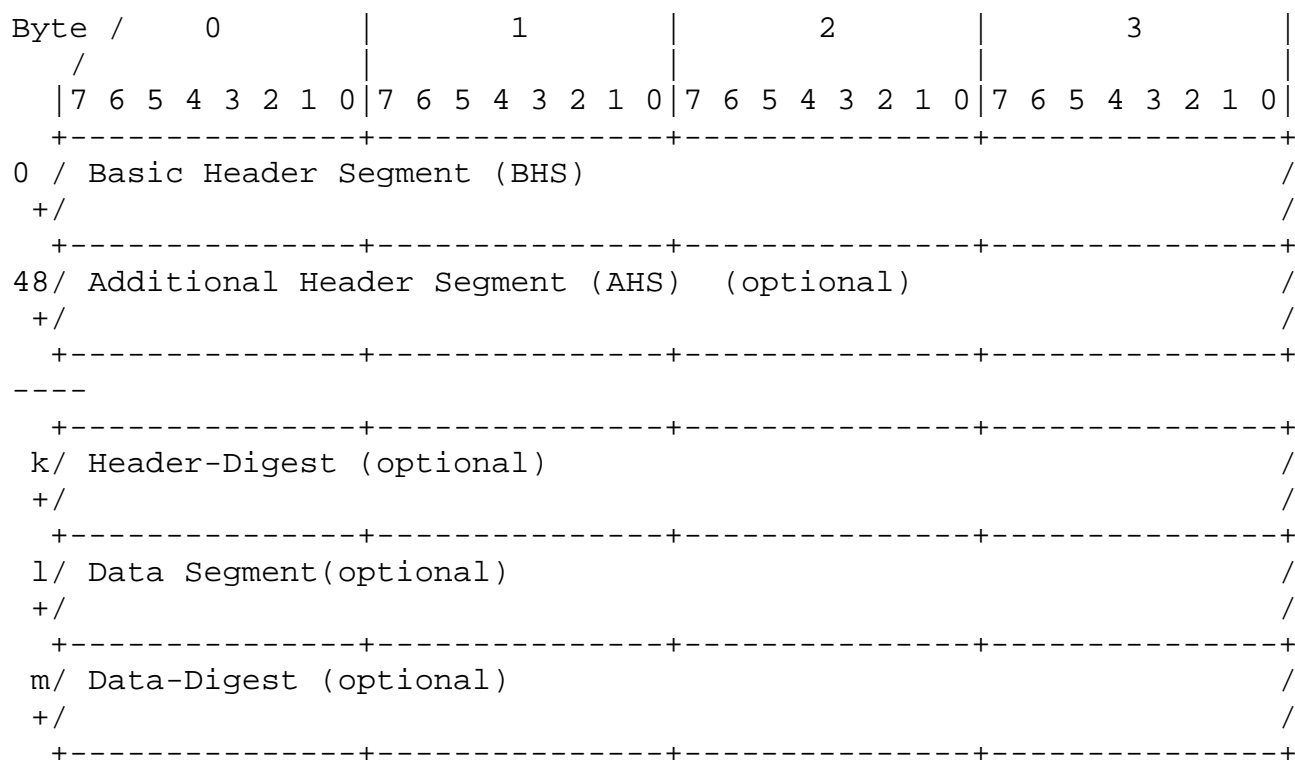 Byte /    0       |       1       |       2       |       3       |
   /              |               |               |               |
  |7 6 5 4 3 2 1 0|7 6 5 4 3 2 1 0|7 6 5 4 3 2 1 0|7 6 5 4 3 2 1 0|
  +---------------+---------------+---------------+---------------+
0 / Basic Header Segment (BHS)                                    /
 +/                                                               /
  +---------------+---------------+---------------+---------------+
48/ Additional Header Segment (AHS)  (optional)                   /
 +/                                                               /
  +---------------+---------------+---------------+---------------+
----
  +---------------+---------------+---------------+---------------+
 k/ Header-Digest (optional)                                      /
 +/                                                               /
  +---------------+---------------+---------------+---------------+
 l/ Data Segment(optional)                                        /
 +/                                                               /
  +---------------+---------------+---------------+---------------+
 m/ Data-Digest (optional)                                        /
 +/                                                               /
  +---------------+---------------+---------------+---------------+